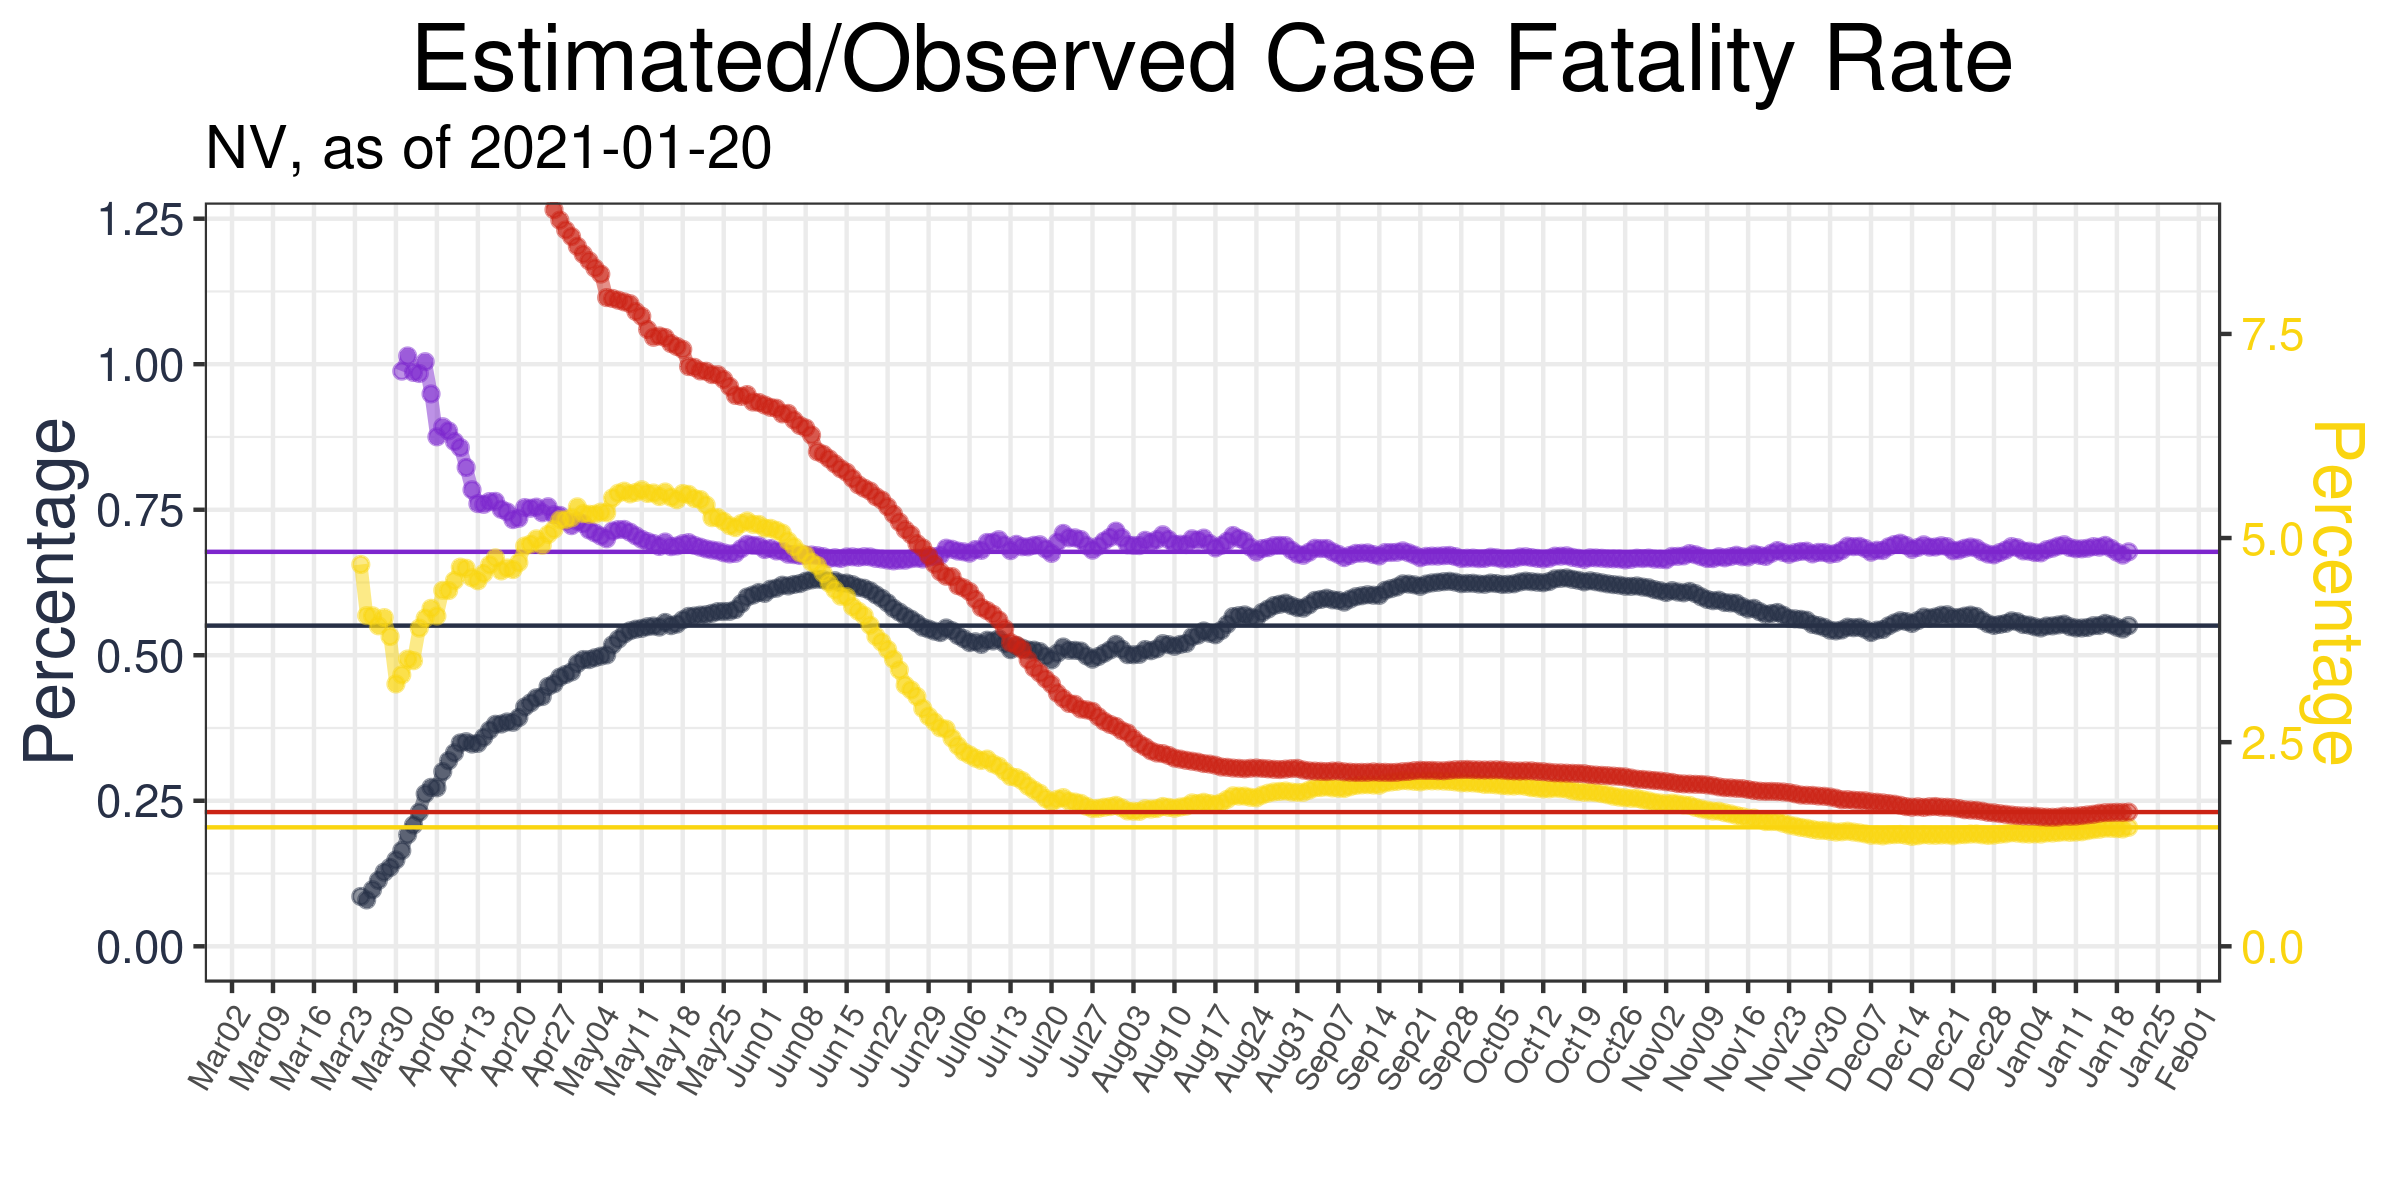 Estimated/Observed Case Fatality Rate
NV, as of 2021-01-20
Percentage
1.25
1.00
0.75
0.50
0.25
0.00
7.5
5.0
2.5
0.0
Percentage
Mar02 Mar09 Mar16 Mar23 Mar30 Apr06 Apr13 Apr20 Apr27 May04 May11 May18 May25 Jun01 Jun08 Jun15 Jun22 Jun29 Jul06 Jul13 Jul20 Jul27 Aug03 Aug10 Aug17 Aug24 Aug31 Sep07 Sep14 Sep21 Sep28 Oct05 Oct12 Oct19 Oct26 Nov02 Nov09 Nov16 Nov23 Nov30 Dec07 Dec14 Dec21 Dec28 Jan04 Jan11 Jan18 Jan25 Feb01